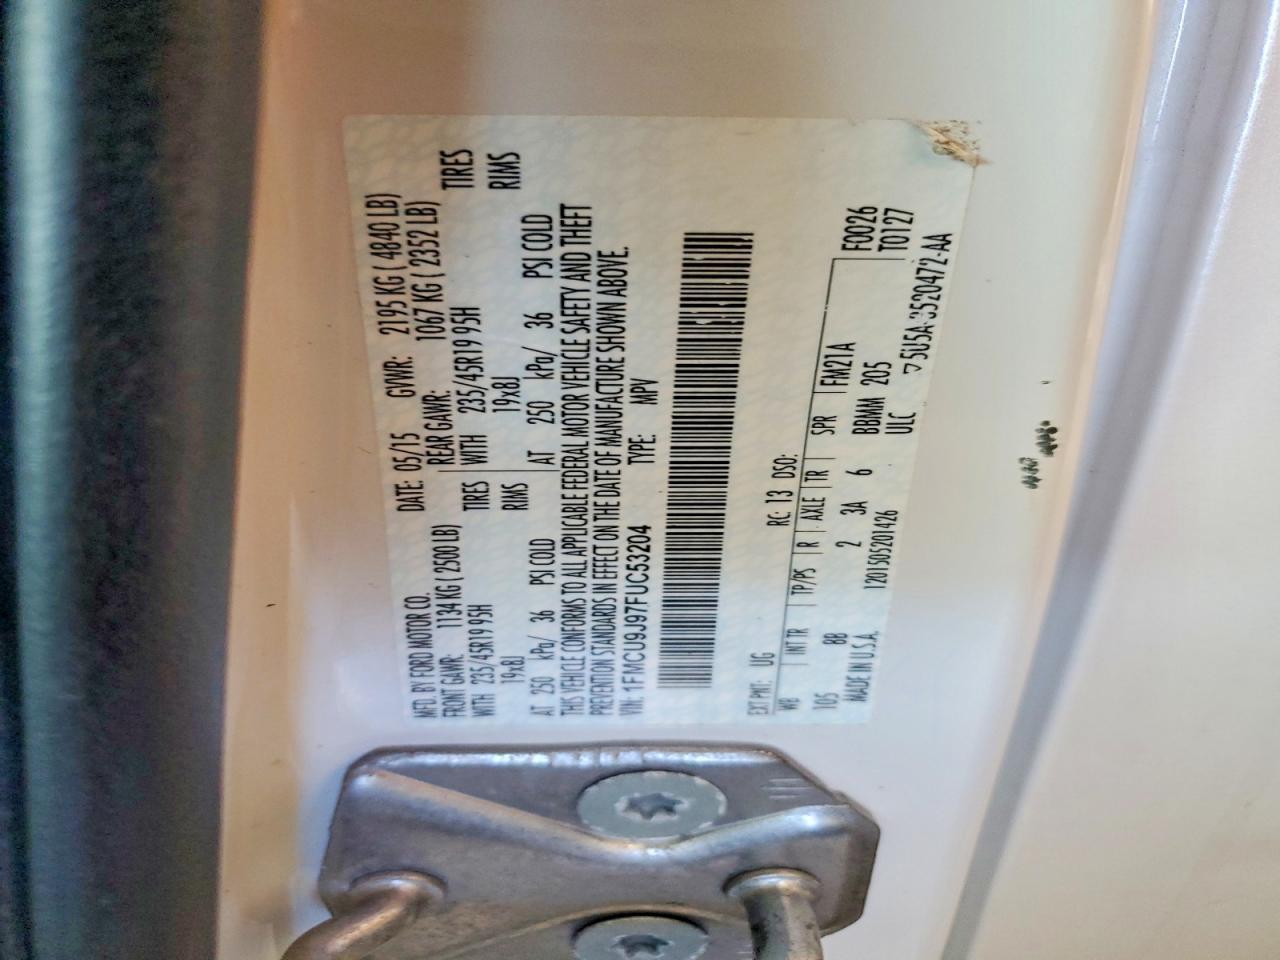 MFD. BY FORD MOTOR CO. DATE: 05/15 GVWR: 2195 KG ( 4840 LB)
FRONT GAWR: 1134 KG ( 2500 LB) REAR GAWR: 1067 KG ( 2352 LB)
WITH 235/45R19 95H TIRES WITH 235/45R19 95H TIRES
19x8J RIMS 19x8J RIMS
AT 250 kPa/ 36 PSI COLD AT 250 kPa/ 36 PSI COLD
THIS VEHICLE CONFORMS TO ALL APPLICABLE FEDERAL MOTOR VEHICLE SAFETY AND THEFT
PREVENTION STANDARDS IN EFFECT ON THE DATE OF MANUFACTURE SHOWN ABOVE.
VIN: 1FMCU9J97FUC53204 TYPE: MPV
EXT PNT: UG RC: 13 DSO:
WB INT TR TP/PS R AXLE TR SPR FM21A F0026
105 8B 2 3A 6 BBMM 205 T0127
MADE IN U.S.A. 1201505201426 ULC 5U5A-3520472-AA